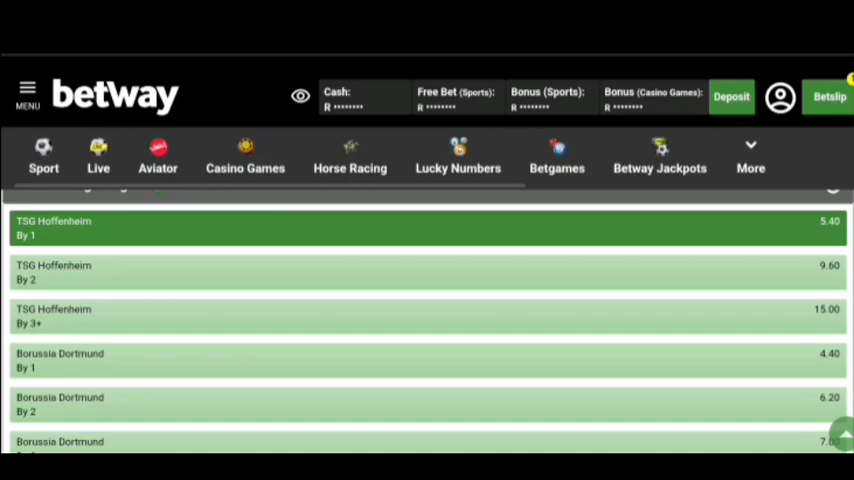 MENU
betway
Cash:
R ********
Free Bet (Sports):
R ********
Bonus (Sports):
R ********
Bonus (Casino Games):
R ********
Deposit
Betslip
Sport
Live
Aviator
Casino Games
Horse Racing
Lucky Numbers
Betgames
Betway Jackpots
More
TSG Hoffenheim 5.40
By 1
TSG Hoffenheim 9.60
By 2
TSG Hoffenheim 15.00
By 3+
Borussia Dortmund 4.40
By 1
Borussia Dortmund 6.20
By 2
Borussia Dortmund